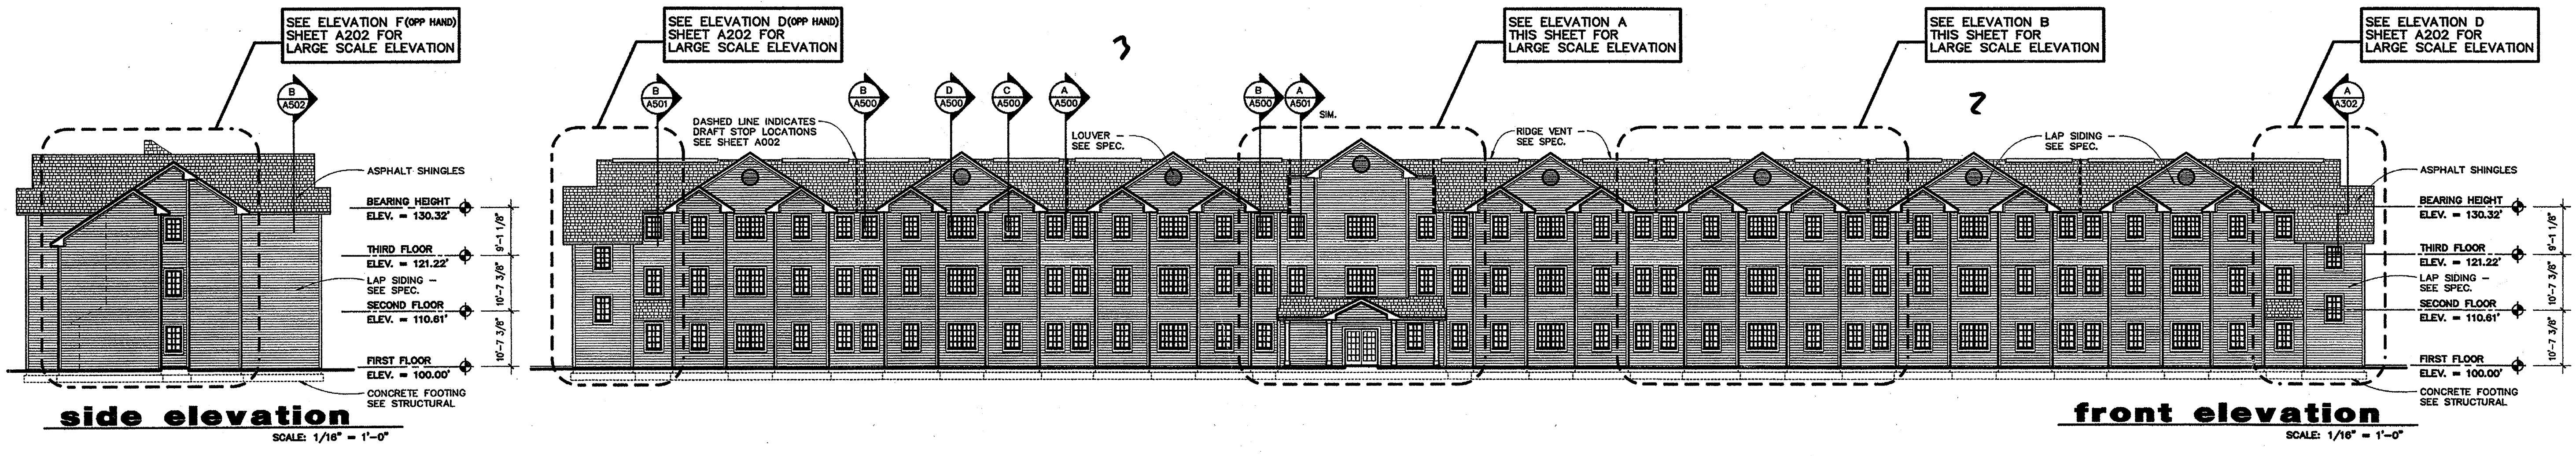 SEE ELEVATION F(OPP HAND)
SHEET A202 FOR
LARGE SCALE ELEVATION
B
A502
ASPHALT SHINGLES
BEARING HEIGHT
ELEV. = 130.32'
9'-1 1/8"
THIRD FLOOR
ELEV. = 121.22'
LAP SIDING –
SEE SPEC.
10'-7 3/8"
SECOND FLOOR
ELEV. = 110.61'
10'-7 3/8"
FIRST FLOOR
ELEV. = 100.00'
CONCRETE FOOTING
SEE STRUCTURAL
side elevation
SCALE: 1/16" = 1'-0"
SEE ELEVATION D(OPP HAND)
SHEET A202 FOR
LARGE SCALE ELEVATION
3
SEE ELEVATION A
THIS SHEET FOR
LARGE SCALE ELEVATION
SEE ELEVATION B
THIS SHEET FOR
LARGE SCALE ELEVATION
2
SEE ELEVATION D
SHEET A202 FOR
LARGE SCALE ELEVATION
B
A501
B
A500
D
A500
C
A500
A
A500
B
A500
A
A601
SIM.
A
A302
DASHED LINE INDICATES
DRAFT STOP LOCATIONS
SEE SHEET A002
LOUVER –
SEE SPEC.
RIDGE VENT –
SEE SPEC.
LAP SIDING –
SEE SPEC.
ASPHALT SHINGLES
BEARING HEIGHT
ELEV. = 130.32'
9'-1 1/8"
THIRD FLOOR
ELEV. = 121.22'
LAP SIDING –
SEE SPEC.
10'-7 3/8"
SECOND FLOOR
ELEV. = 110.61'
10'-7 3/8"
FIRST FLOOR
ELEV. = 100.00'
CONCRETE FOOTING
SEE STRUCTURAL
front elevation
SCALE: 1/16" = 1'-0"